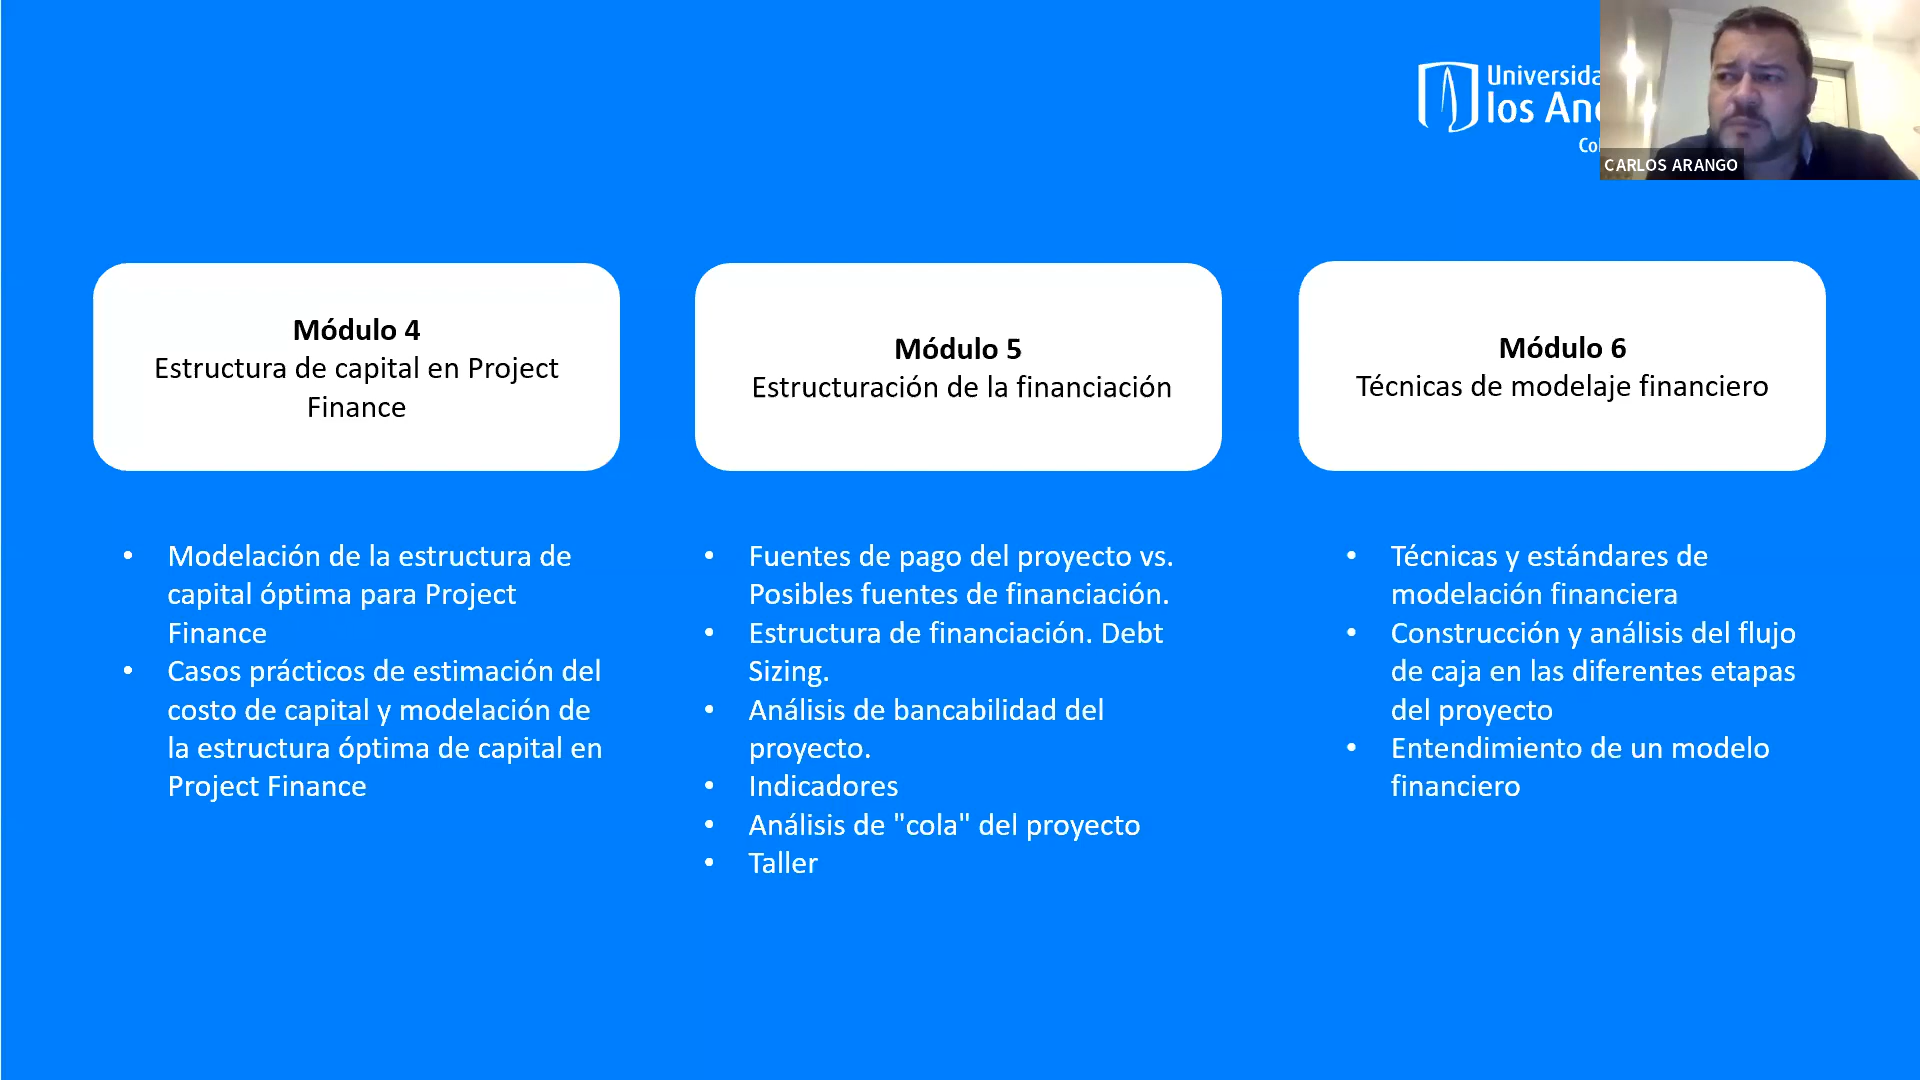 Universida
los An
Co
CARLOS ARANGO
Módulo 4
Estructura de capital en Project
Finance
Módulo 5
Estructuración de la financiación
Módulo 6
Técnicas de modelaje financiero
• Modelación de la estructura de
capital óptima para Project
Finance
• Casos prácticos de estimación del
costo de capital y modelación de
la estructura óptima de capital en
Project Finance
• Fuentes de pago del proyecto vs.
Posibles fuentes de financiación.
• Estructura de financiación. Debt
Sizing.
• Análisis de bancabilidad del
proyecto.
• Indicadores
• Análisis de "cola" del proyecto
• Taller
• Técnicas y estándares de
modelación financiera
• Construcción y análisis del flujo
de caja en las diferentes etapas
del proyecto
• Entendimiento de un modelo
financiero